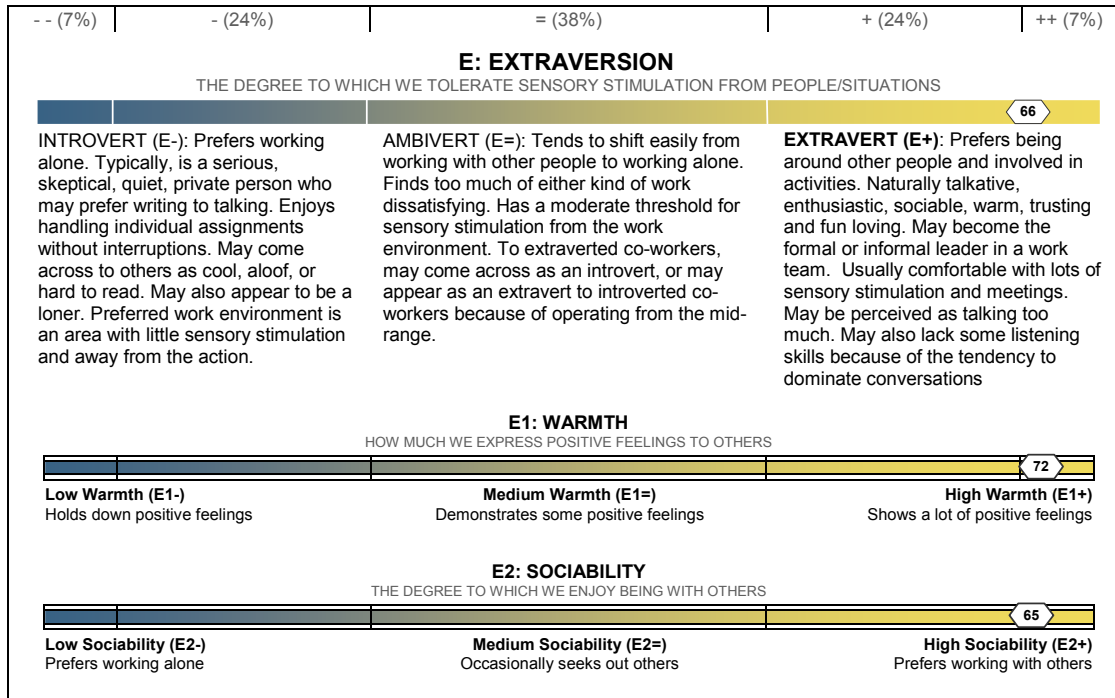 - - (7%) - (24%) = (38%) + (24%) ++ (7%)
E: EXTRAVERSION
THE DEGREE TO WHICH WE TOLERATE SENSORY STIMULATION FROM PEOPLE/SITUATIONS
66
INTROVERT (E-): Prefers working
alone. Typically, is a serious,
skeptical, quiet, private person who
may prefer writing to talking. Enjoys
handling individual assignments
without interruptions. May come
across to others as cool, aloof, or
hard to read. May also appear to be a
loner. Preferred work environment is
an area with little sensory stimulation
and away from the action.
AMBIVERT (E=): Tends to shift easily from
working with other people to working alone.
Finds too much of either kind of work
dissatisfying. Has a moderate threshold for
sensory stimulation from the work
environment. To extraverted co-workers,
may come across as an introvert, or may
appear as an extravert to introverted co-
workers because of operating from the mid-
range.
EXTRAVERT (E+): Prefers being
around other people and involved in
activities. Naturally talkative,
enthusiastic, sociable, warm, trusting
and fun loving. May become the
formal or informal leader in a work
team.  Usually comfortable with lots of
sensory stimulation and meetings.
May be perceived as talking too
much. May also lack some listening
skills because of the tendency to
dominate conversations
E1: WARMTH
HOW MUCH WE EXPRESS POSITIVE FEELINGS TO OTHERS
72
Low Warmth (E1-) Medium Warmth (E1=) High Warmth (E1+)
Holds down positive feelings Demonstrates some positive feelings Shows a lot of positive feelings
E2: SOCIABILITY
THE DEGREE TO WHICH WE ENJOY BEING WITH OTHERS
65
Low Sociability (E2-) Medium Sociability (E2=) High Sociability (E2+)
Prefers working alone Occasionally seeks out others Prefers working with others